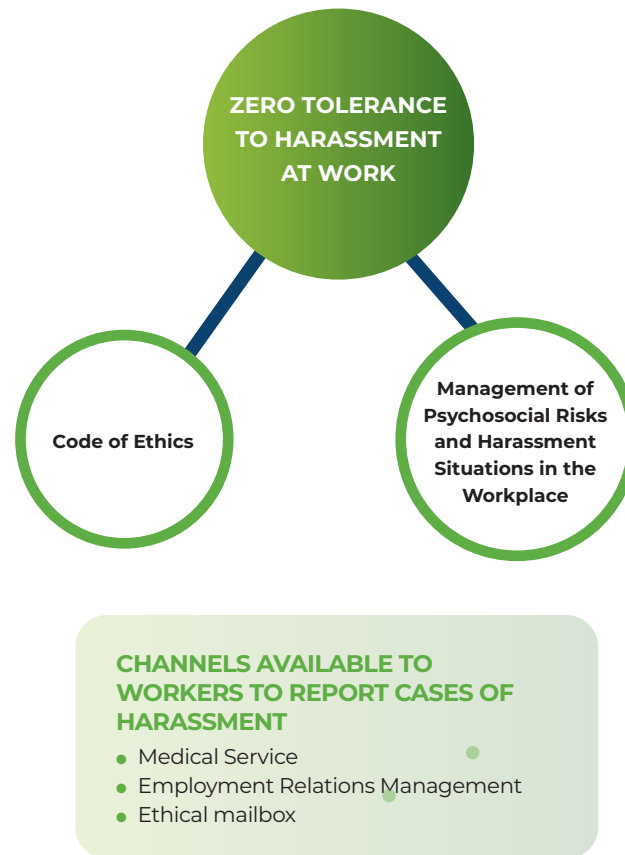 ZERO TOLERANCE
TO HARASSMENT
AT WORK
Code of Ethics
Management of
Psychosocial Risks
and Harassment
Situations in the
Workplace
CHANNELS AVAILABLE TO
WORKERS TO REPORT CASES OF
HARASSMENT
Medical Service
Employment Relations Management
Ethical mailbox